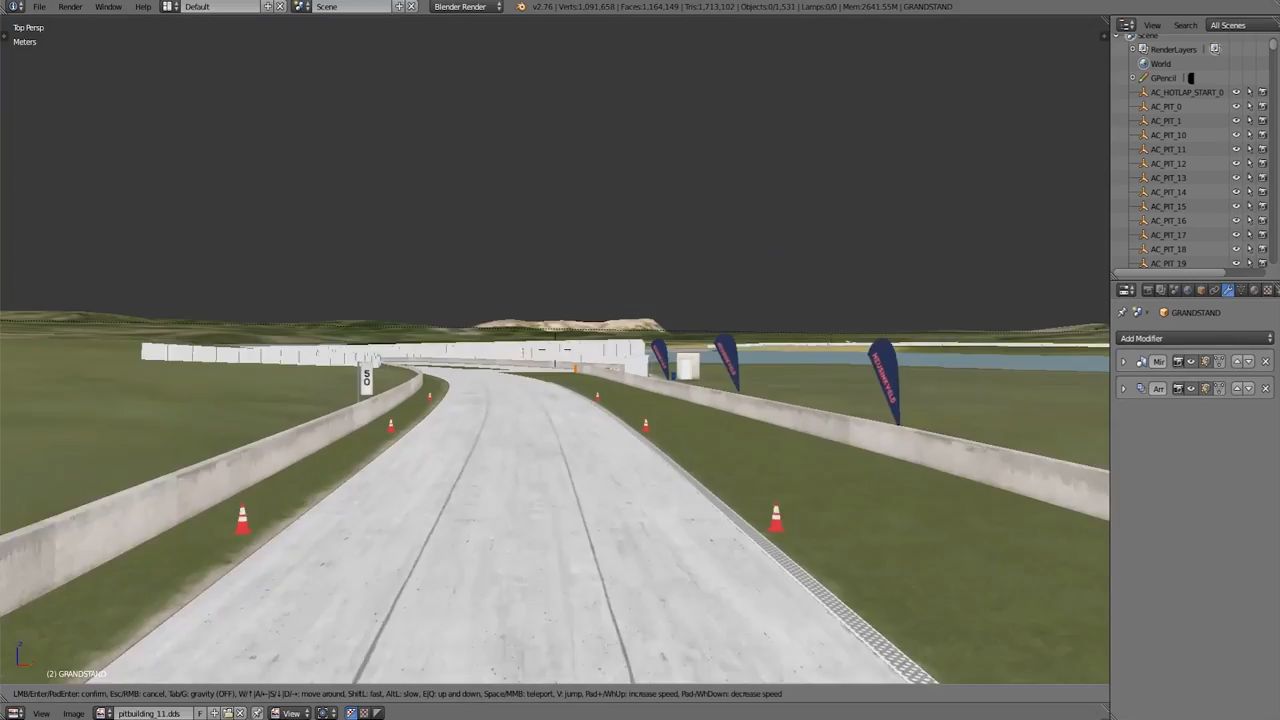 File Render Window Help Default Scene Blender Render v2.76 | Verts:1,091,658 | Faces:1,164,149 | Tris:1,713,102 | Objects:0/1,531 | Lamps:0/0 | Mem:2641.55M | GRANDSTAND
Top Persp
Meters
View Search All Scenes
Scene
RenderLayers
World
GPencil
AC_HOTLAP_START_0
AC_PIT_0
AC_PIT_1
AC_PIT_10
AC_PIT_11
AC_PIT_12
AC_PIT_13
AC_PIT_14
AC_PIT_15
AC_PIT_16
AC_PIT_17
AC_PIT_18
AC_PIT_19
GRANDSTAND
Add Modifier
Mir
Arr
50
HEUSINKVELD
(2) GRANDSTAND
LMB/Enter/PadEnter: confirm, Esc/RMB: cancel, Tab/G: gravity (OFF), W/↑|A/←|S/↓|D/→: move around, Shift|L: fast, Alt|L: slow, E|Q: up and down, Space/MMB: teleport, V: jump, Pad+/WhUp: increase speed, Pad-/WhDown: decrease speed
View Image pitbuilding_11.dds F View